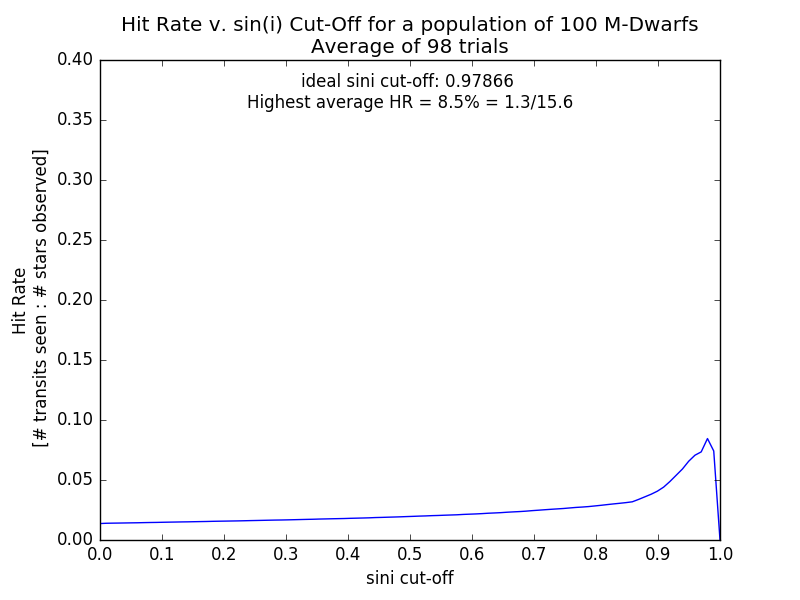 Hit Rate v. sin(i) Cut-Off for a population of 100 M-Dwarfs
Average of 98 trials
ideal sini cut-off: 0.97866
Highest average HR = 8.5% = 1.3/15.6
Hit Rate
[# transits seen : # stars observed]
0.40
0.35
0.30
0.25
0.20
0.15
0.10
0.05
0.00
0.0 0.1 0.2 0.3 0.4 0.5 0.6 0.7 0.8 0.9 1.0
sini cut-off